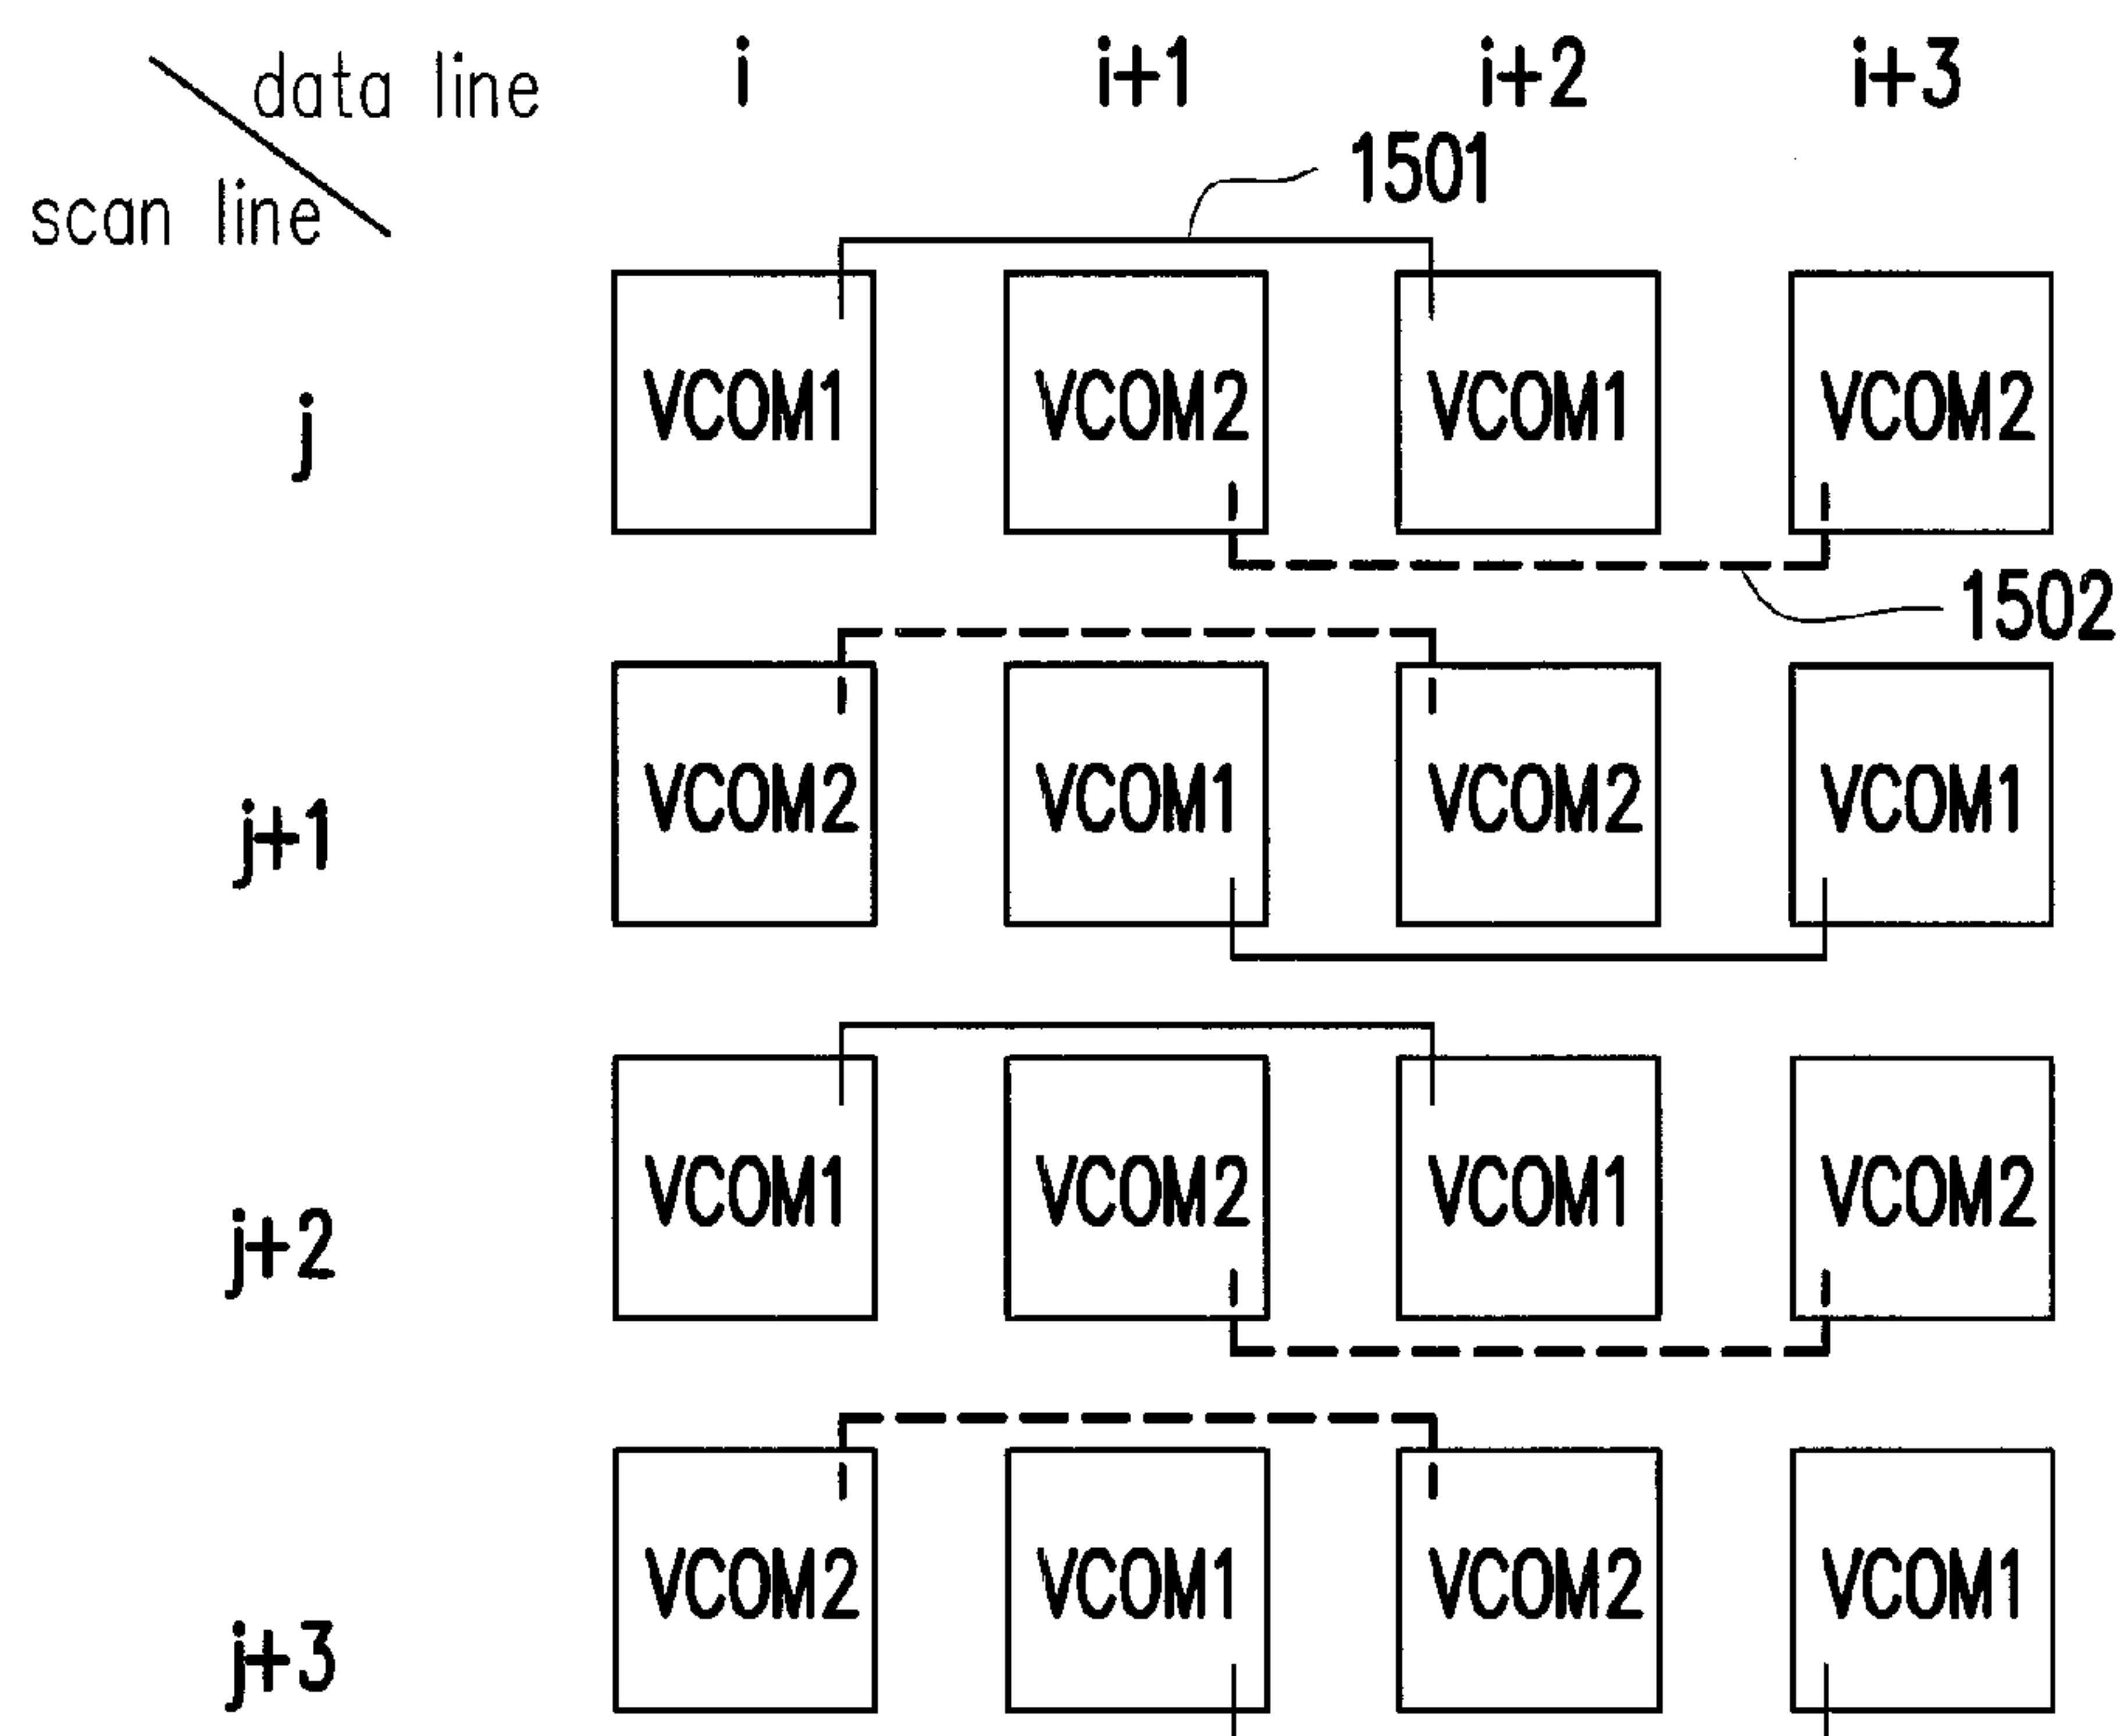 data line i i+1 i+2 i+3
scan line
1501
j VCOM1 VCOM2 VCOM1 VCOM2
1502
j+1 VCOM2 VCOM1 VCOM2 VCOM1
j+2 VCOM1 VCOM2 VCOM1 VCOM2
j+3 VCOM2 VCOM1 VCOM2 VCOM1